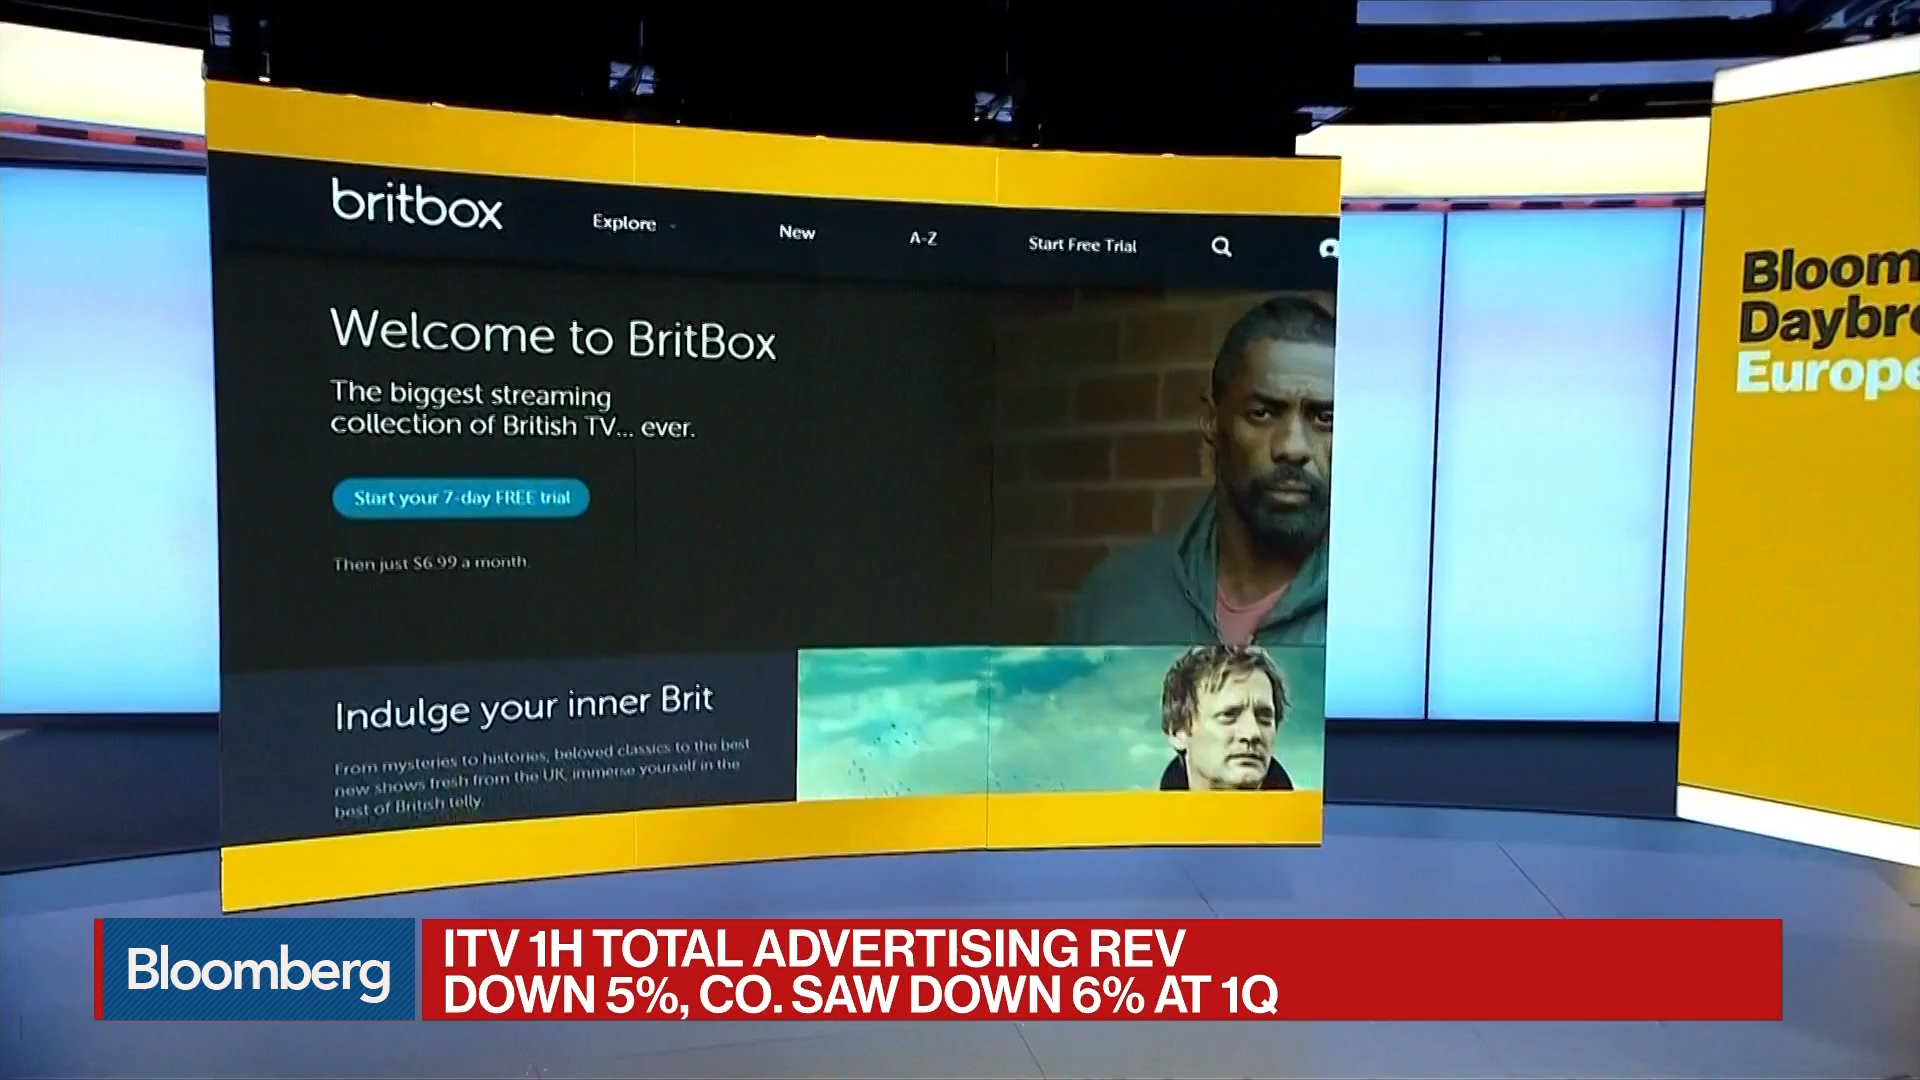 britbox
Explore
New
A-Z
Start Free Trial
Welcome to BritBox
The biggest streaming
collection of British TV... ever.
Start your 7-day FREE trial
Then just $6.99 a month.
Indulge your inner Brit
From mysteries to histories, beloved classics to the best
new shows fresh from the UK, immerse yourself in the
best of British telly.
Bloom
Daybre
Europe
Bloomberg
ITV 1H TOTAL ADVERTISING REV
DOWN 5%, CO. SAW DOWN 6% AT 1Q